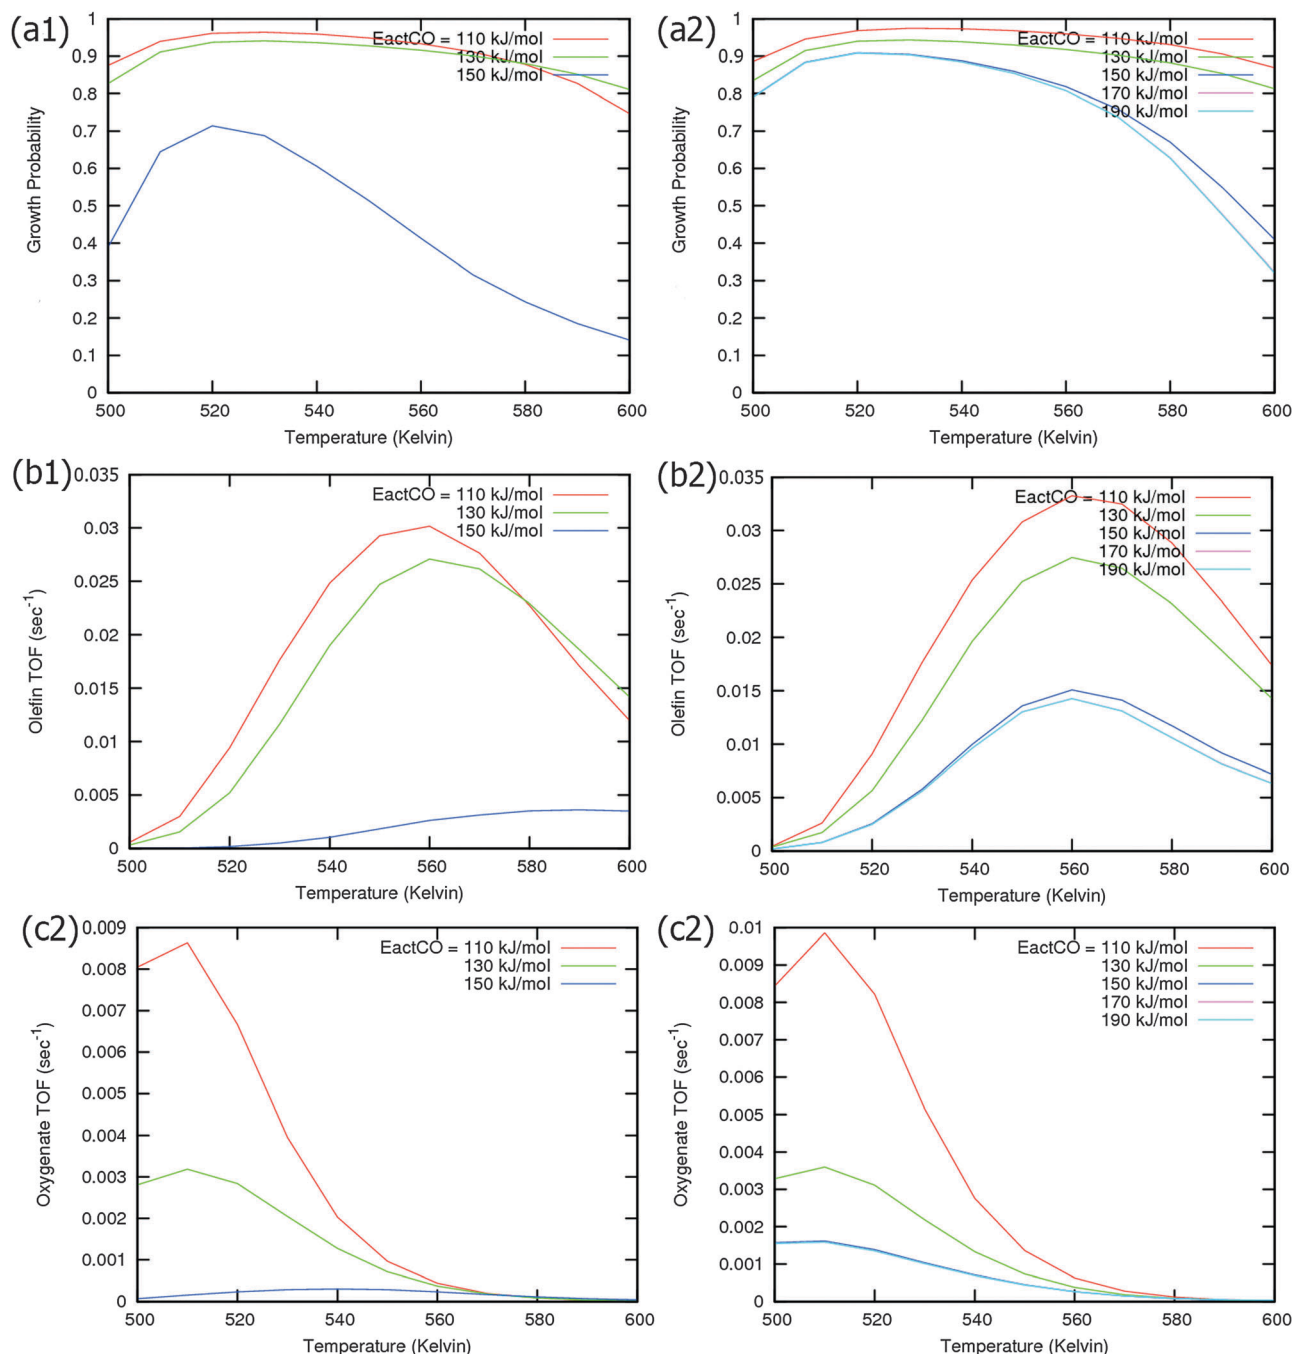 (a1)
1
0.9
0.8
0.7
0.6
0.5
0.4
0.3
0.2
0.1
0
Growth Probability
EactCO = 110 kJ/mol
130 kJ/mol
150 kJ/mol
500
520
540
560
580
600
Temperature (Kelvin)
(a2)
1
0.9
0.8
0.7
0.6
0.5
0.4
0.3
0.2
0.1
0
Growth Probability
EactCO = 110 kJ/mol
130 kJ/mol
150 kJ/mol
170 kJ/mol
190 kJ/mol
500
520
540
560
580
600
Temperature (Kelvin)
(b1)
0.035
0.03
0.025
0.02
0.015
0.01
0.005
0
Olefin TOF (sec⁻¹)
EactCO = 110 kJ/mol
130 kJ/mol
150 kJ/mol
500
520
540
560
580
600
Temperature (Kelvin)
(b2)
0.035
0.03
0.025
0.02
0.015
0.01
0.005
0
Olefin TOF (sec⁻¹)
EactCO = 110 kJ/mol
130 kJ/mol
150 kJ/mol
170 kJ/mol
190 kJ/mol
500
520
540
560
580
600
Temperature (Kelvin)
(c2)
0.009
0.008
0.007
0.006
0.005
0.004
0.003
0.002
0.001
0
Oxygenate TOF (sec⁻¹)
EactCO = 110 kJ/mol
130 kJ/mol
150 kJ/mol
500
520
540
560
580
600
Temperature (Kelvin)
(c2)
0.01
0.009
0.008
0.007
0.006
0.005
0.004
0.003
0.002
0.001
0
Oxygenate TOF (sec⁻¹)
EactCO = 110 kJ/mol
130 kJ/mol
150 kJ/mol
170 kJ/mol
190 kJ/mol
500
520
540
560
580
600
Temperature (Kelvin)